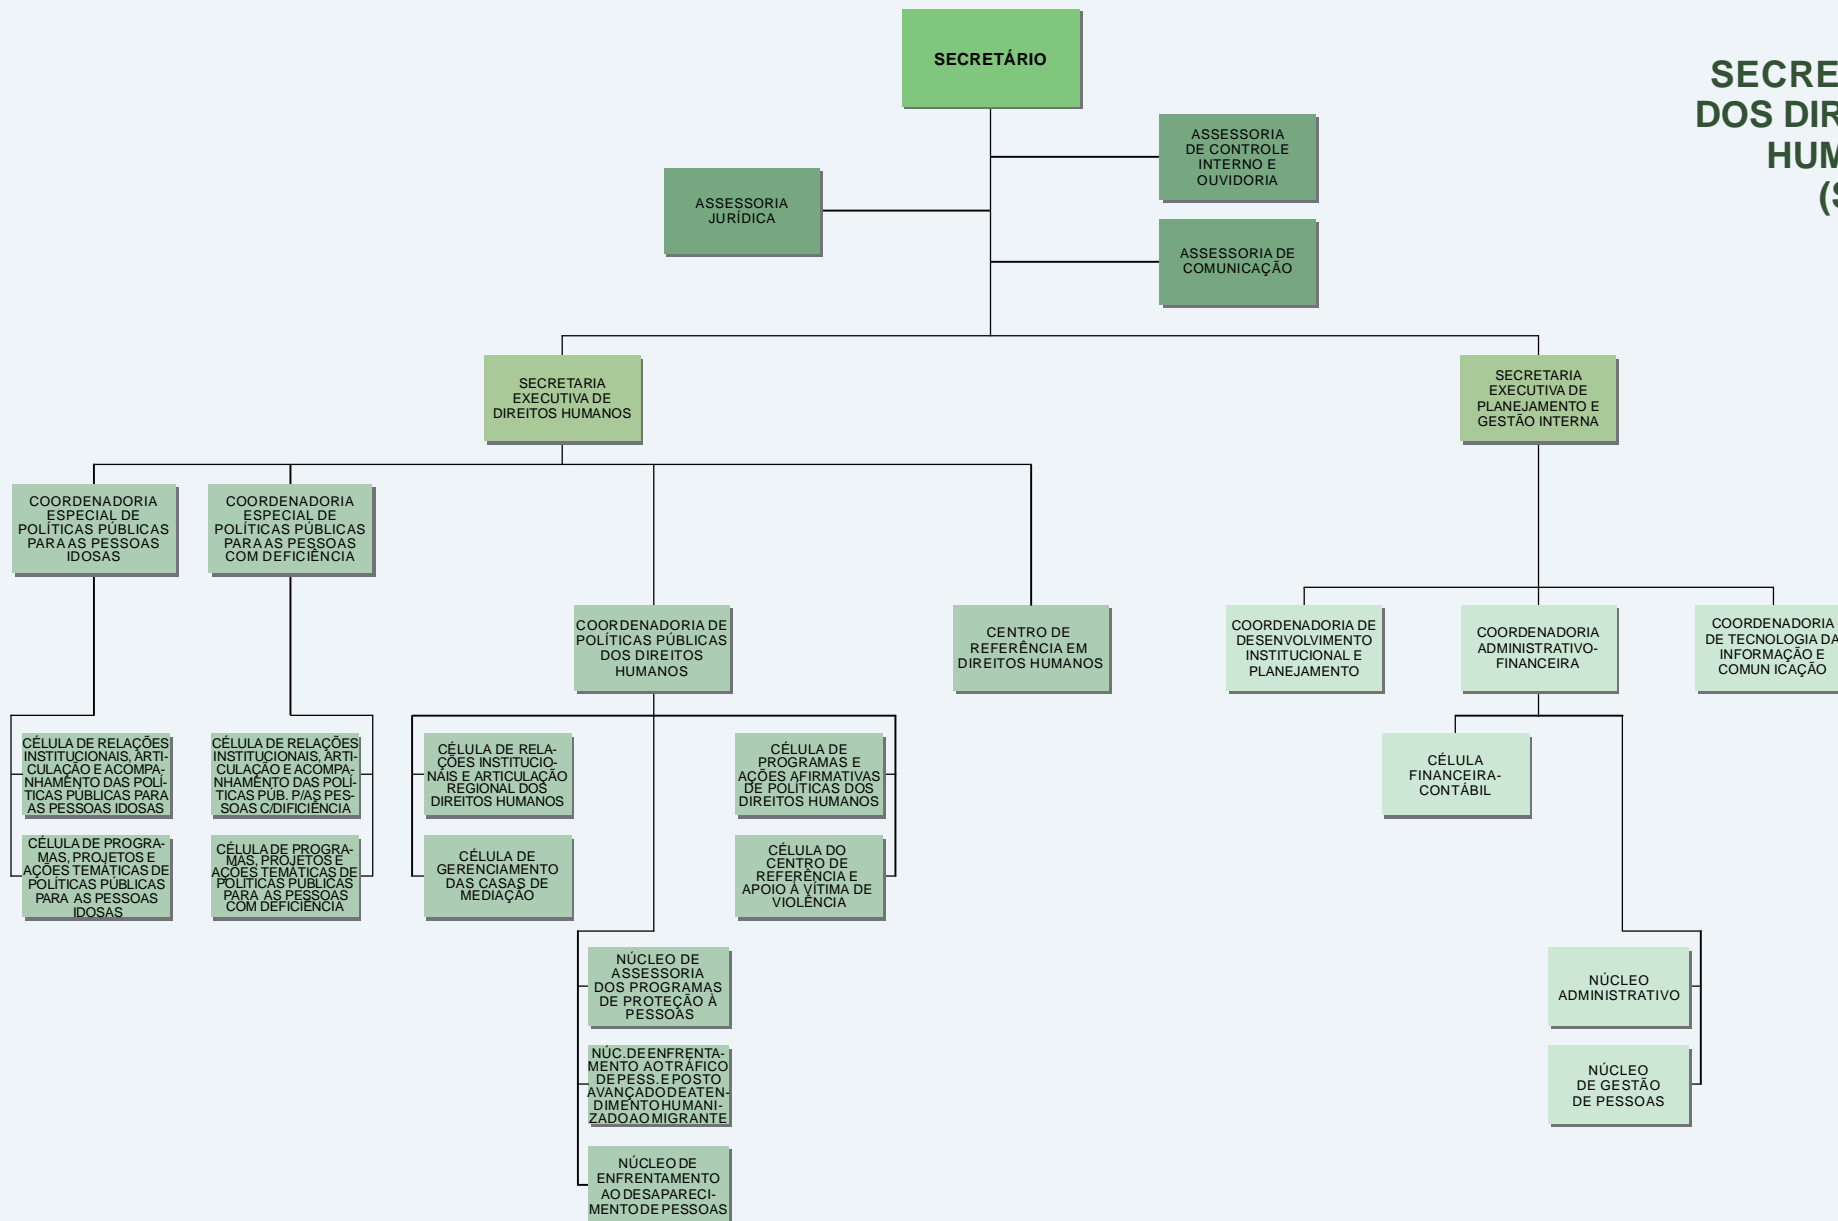 SECRETÁRIO
SECRE
DOS DIR
HUM
(S
ASSESSORIA
DE CONTROLE
INTERNO E
OUVIDORIA
ASSESSORIA
JURÍDICA
ASSESSORIA DE
COMUNICAÇÃO
SECRETARIA
EXECUTIVA DE
DIREITOS HUMANOS
SECRETARIA
EXECUTIVA DE
PLANEJAMENTO E
GESTÃO INTERNA
COORDENADORIA
ESPECIAL DE
POLÍTICAS PÚBLICAS
PARA AS PESSOAS
IDOSAS
COORDENADORIA
ESPECIAL DE
POLÍTICAS PÚBLICAS
PARA AS PESSOAS
COM DEFICIÊNCIA
COORDENADORIA DE
POLÍTICAS PÚBLICAS
DOS DIREITOS
HUMANOS
CENTRO DE
REFERÊNCIA EM
DIREITOS HUMANOS
COORDENADORIA DE
DESENVOLVIMENTO
INSTITUCIONAL E
PLANEJAMENTO
COORDENADORIA
ADMINISTRATIVO-
FINANCEIRA
COORDENADORIA
DE TECNOLOGIA DA
INFORMAÇÃO E
COMUN ICAÇÃO
CÉLULA DE RELAÇÕES
INSTITUCIONAIS, ARTI-
CULAÇÃO E ACOMPA-
NHAMENTO DAS POLÍ-
TICAS PÚBLICAS PARA
AS PESSOAS IDOSAS
CÉLULA DE RELAÇÕES
INSTITUCIONAIS, ARTI-
CULAÇÃO E ACOMPA-
NHAMENTO DAS POLÍ-
TICAS PÚB. P/AS PES-
SOAS C/DIFICIÊNCIA
CÉLULA DE RELA-
ÇÕES INSTITUCIO-
NAIS E ARTICULAÇÃO
REGIONAL DOS
DIREITOS HUMANOS
CÉLULA DE
PROGRAMAS E
AÇÕES AFIRMATIVAS
DE POLÍTICAS DOS
DIREITOS HUMANOS
CÉLULA
FINANCEIRA-
CONTÁBIL
CÉLULA DE PROGRA-
MAS, PROJETOS E
AÇÕES TEMÁTICAS DE
POLÍTICAS PÚBLICAS
PARA AS PESSOAS
IDOSAS
CÉLULA DE PROGRA-
MAS, PROJETOS E
AÇÕES TEMÁTICAS DE
POLÍTICAS PÚBLICAS
PARA AS PESSOAS
COM DEFICIÊNCIA
CÉLULA DE
GERENCIAMENTO
DAS CASAS DE
MEDIAÇÃO
CÉLULA DO
CENTRO DE
REFERÊNCIA E
APOIO À VÍTIMA DE
VIOLÊNCIA
NÚCLEO DE
ASSESSORIA
DOS PROGRAMAS
DE PROTEÇÃO À
PESSOAS
NÚCLEO
ADMINISTRATIVO
NÚC. DE ENFRENTA-
MENTO AO TRÁFICO
DE PESS. E POSTO
AVANÇADO DE ATEN-
DIMENTO HUMANI-
ZADO AO MIGRANTE
NÚCLEO
DE GESTÃO
DE PESSOAS
NÚCLEO DE
ENFRENTAMENTO
AO DESAPARECI-
MENTO DE PESSOAS